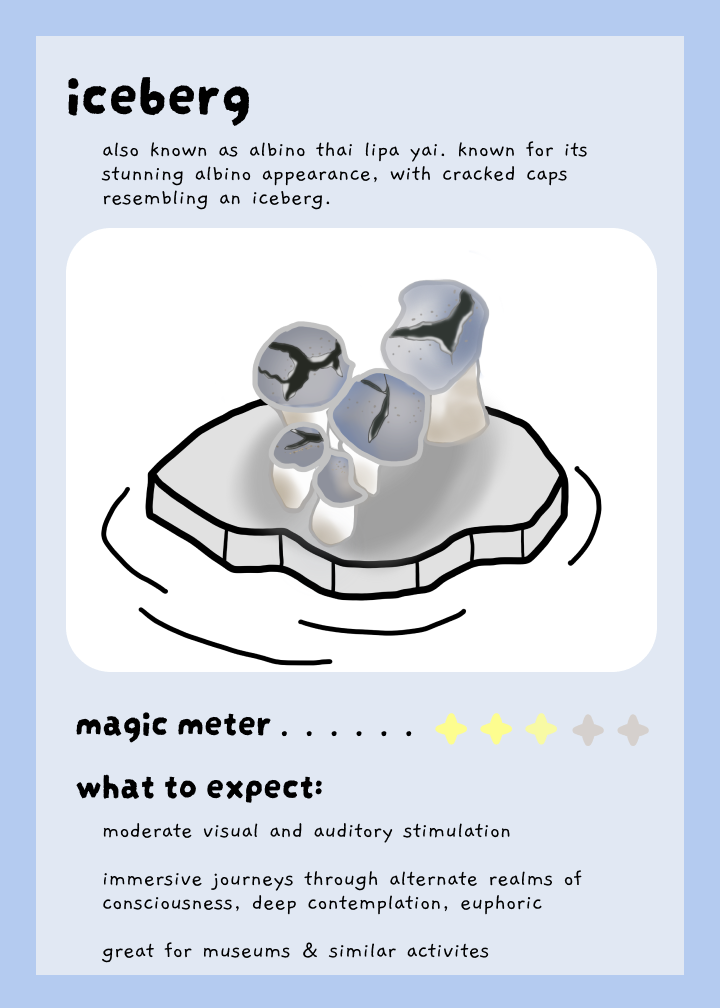 iceberg
also known as albino thai lipa yai. known for its
stunning albino appearance, with cracked caps
resembling an iceberg.
magic meter . . . . . .
what to expect:
moderate visual and auditory stimulation
immersive journeys through alternate realms of
consciousness, deep contemplation, euphoric
great for museums & similar activites